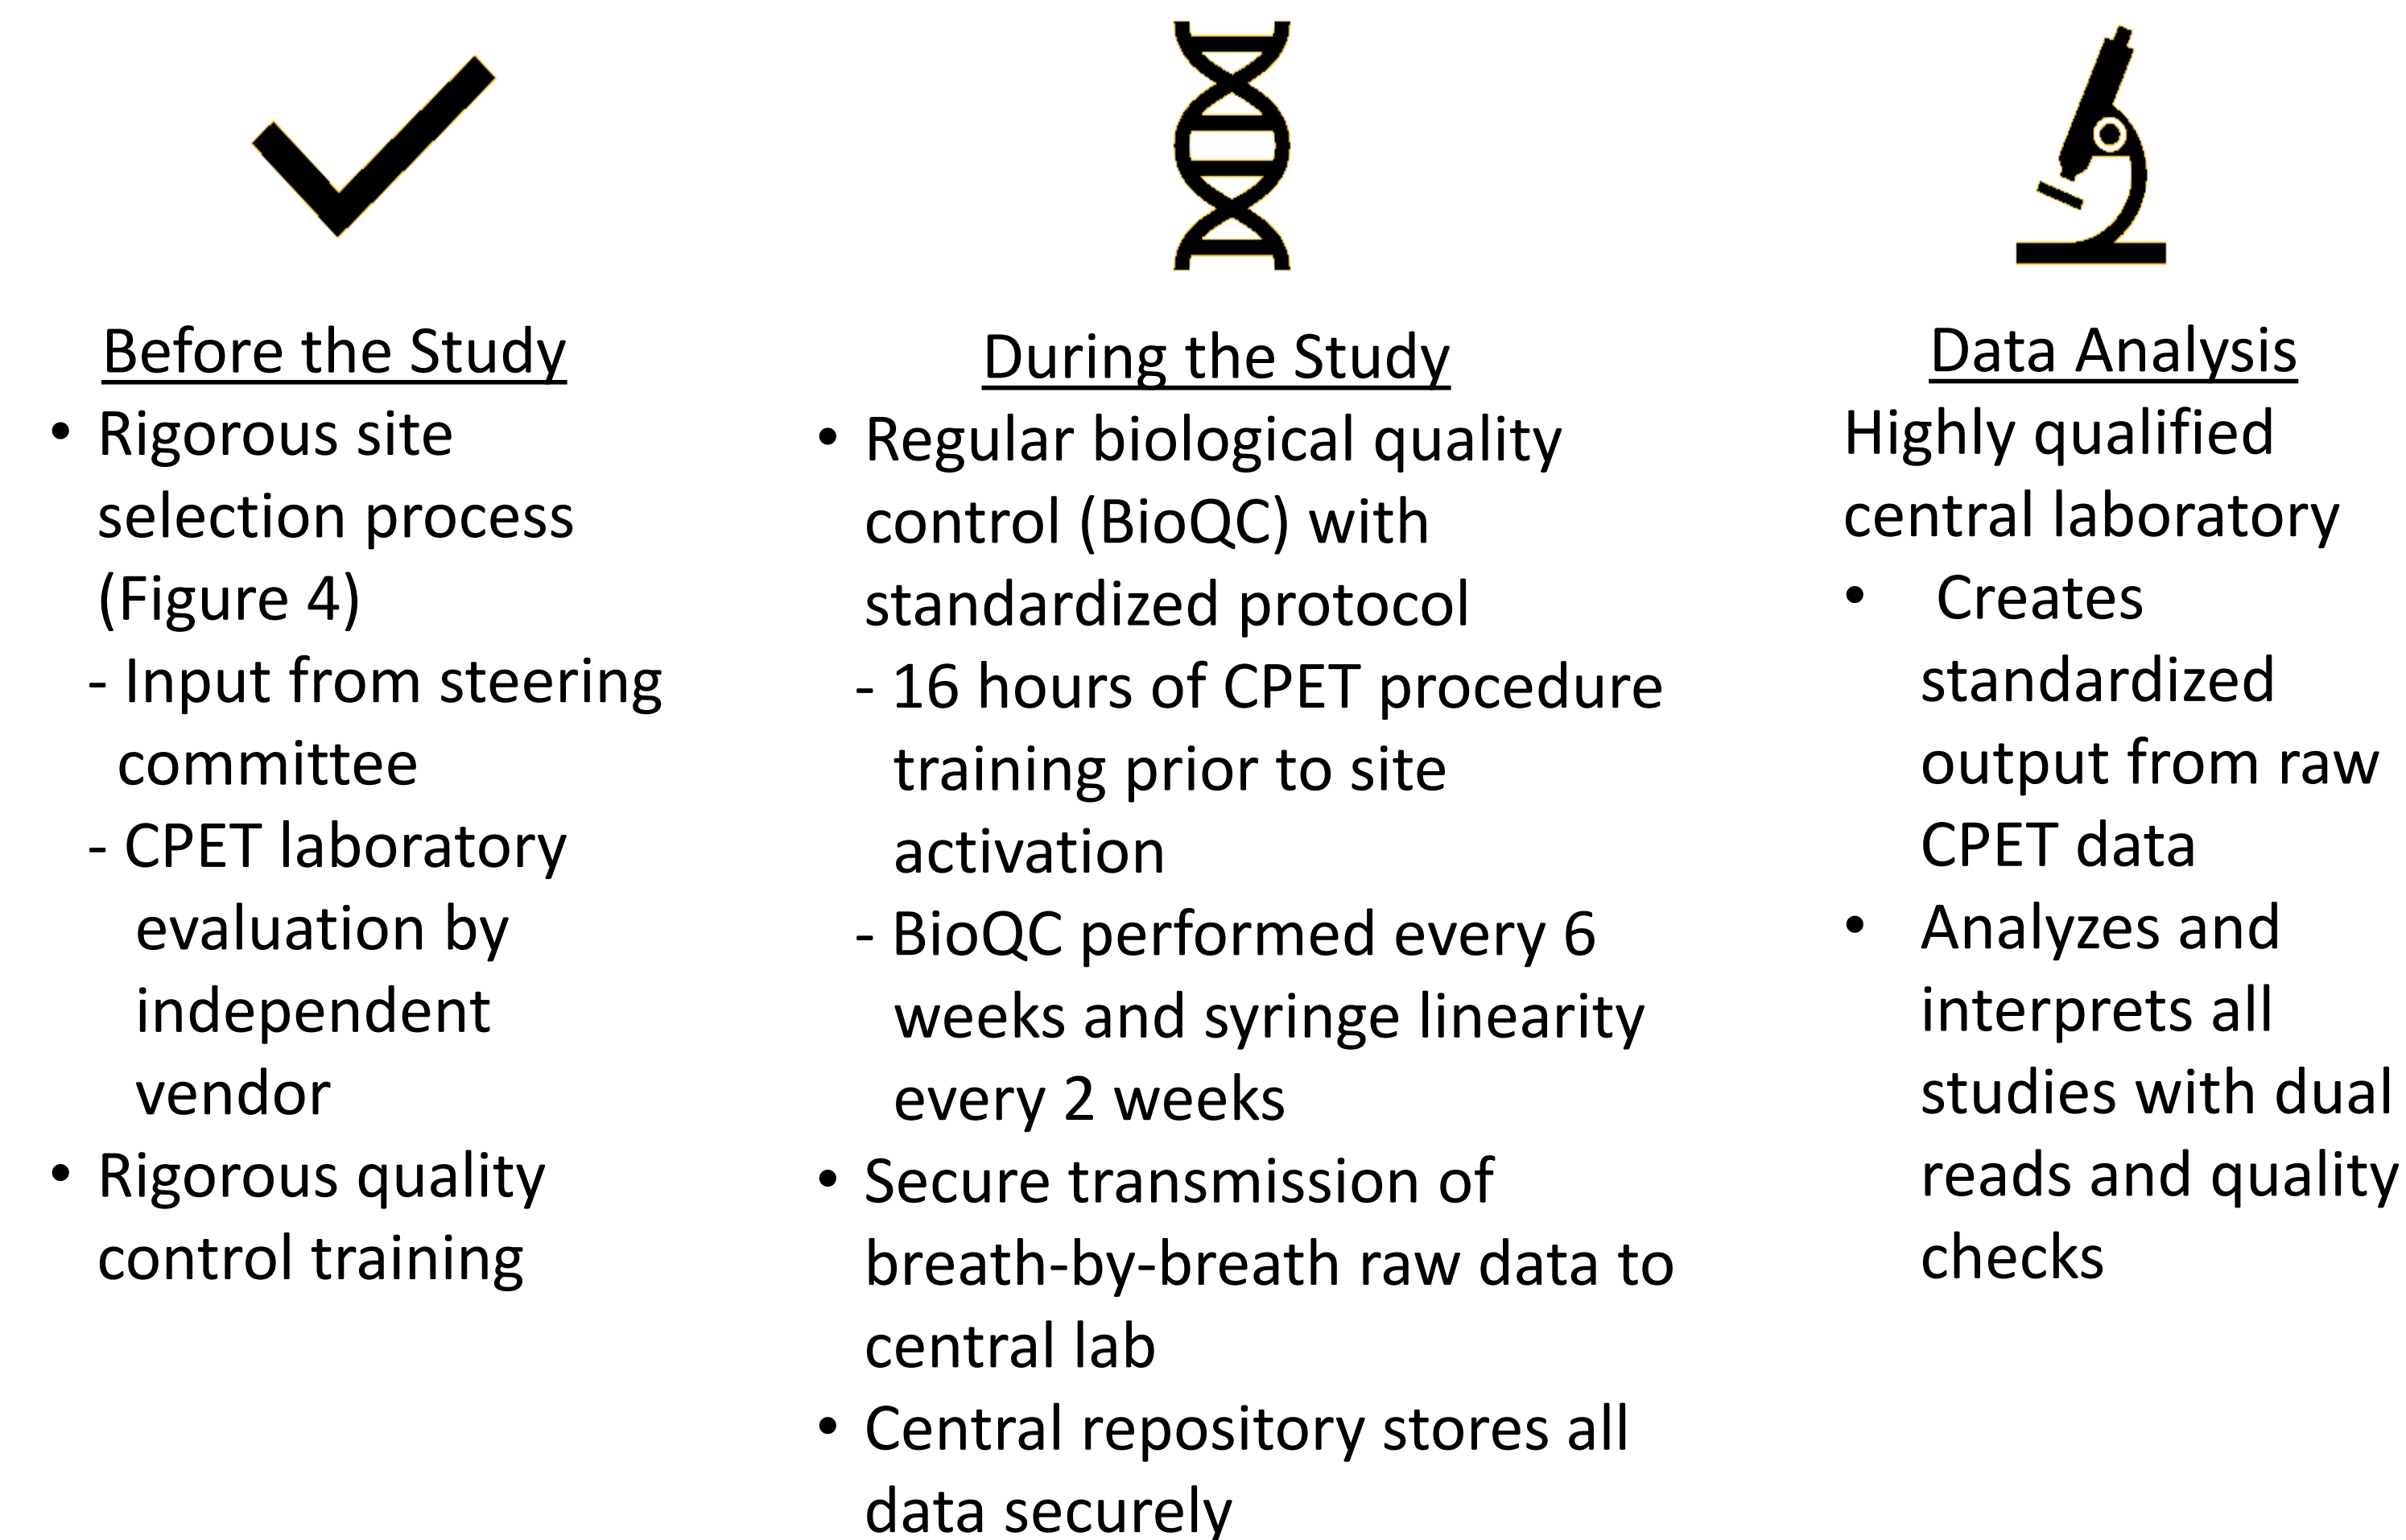 Before the Study
• Rigorous site
selection process
(Figure 4)
- Input from steering
committee
- CPET laboratory
evaluation by
independent
vendor
• Rigorous quality
control training
During the Study
• Regular biological quality
control (BioQC) with
standardized protocol
- 16 hours of CPET procedure
training prior to site
activation
- BioQC performed every 6
weeks and syringe linearity
every 2 weeks
• Secure transmission of
breath-by-breath raw data to
central lab
• Central repository stores all
data securely
Data Analysis
Highly qualified
central laboratory
• Creates
standardized
output from raw
CPET data
• Analyzes and
interprets all
studies with dual
reads and quality
checks